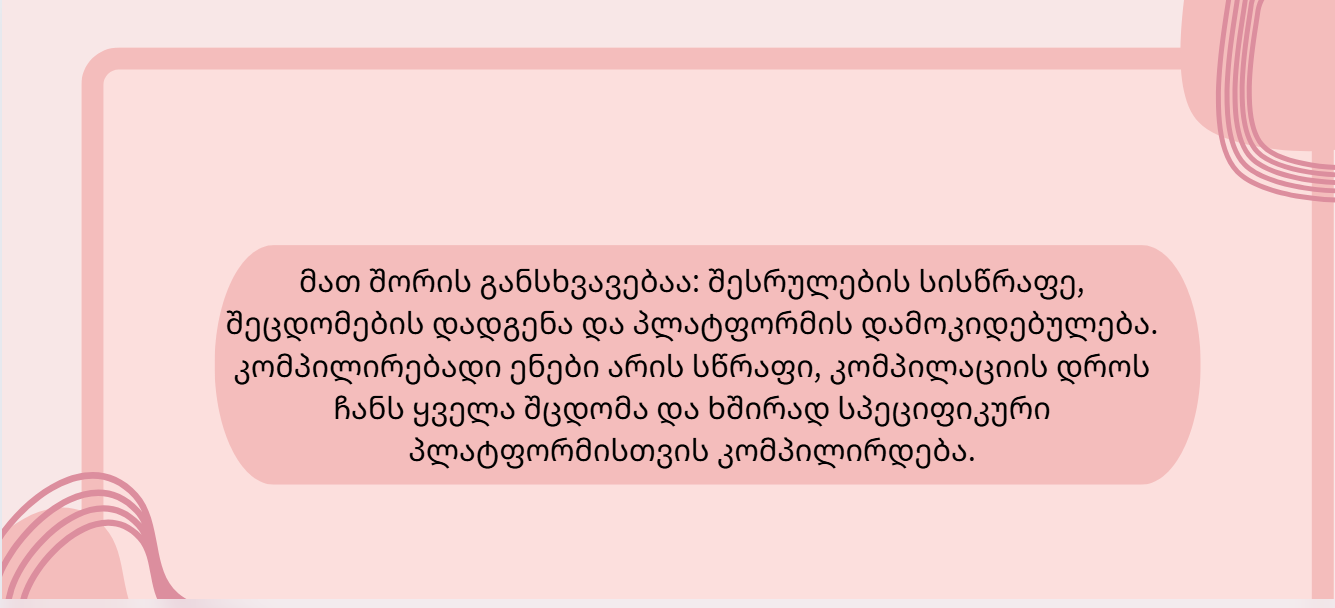 მათ შორის განსხვავებაა: შესრულების სისწრაფე,
შეცდომების დადგენა და პლატფორმის დამოკიდებულება.
კომპილირებადი ენები არის სწრაფი, კომპილაციის დროს
ჩანს ყველა შცდომა და ხშირად სპეციფიკური
პლატფორმისთვის კომპილირდება.